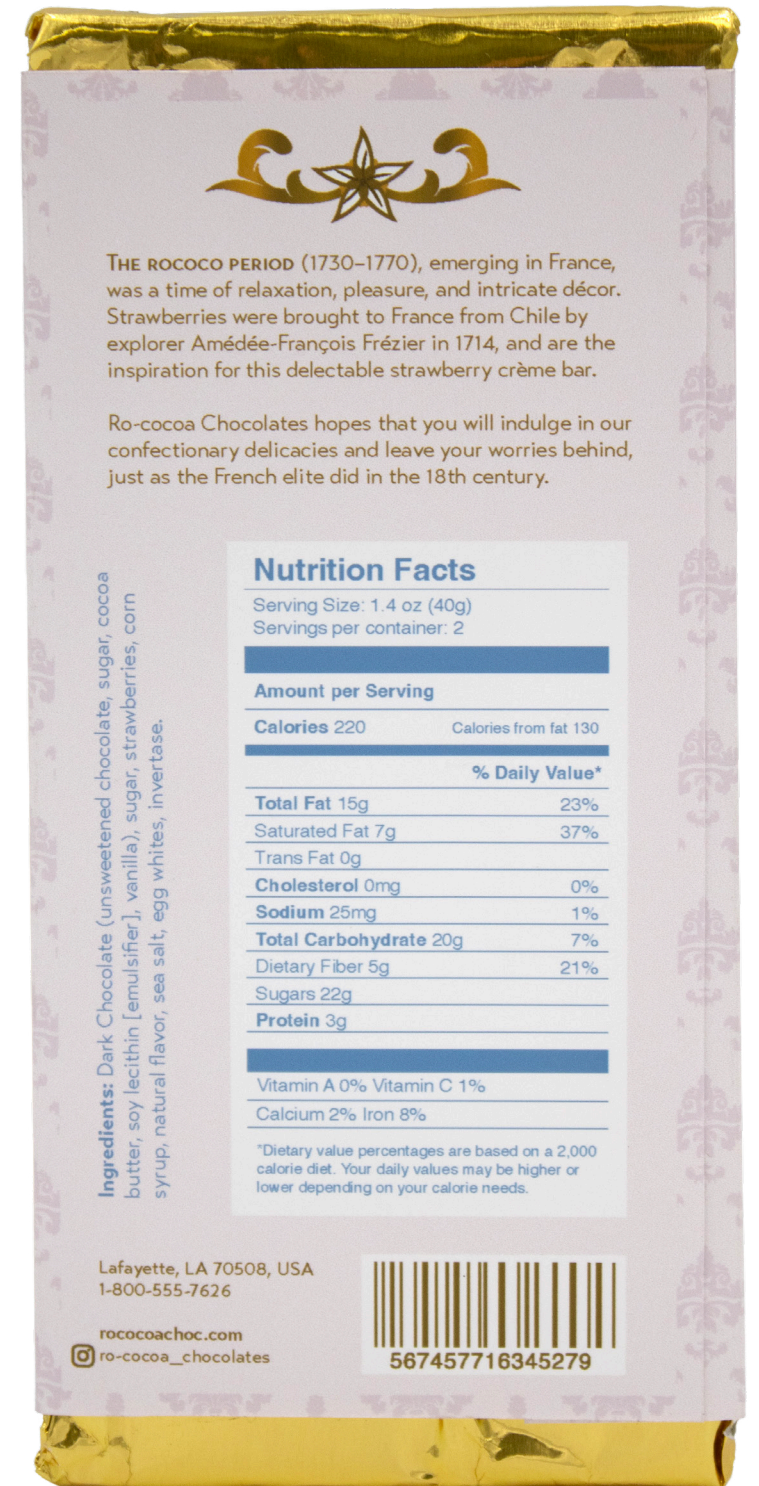 THE ROCOCO PERIOD (1730–1770), emerging in France,
was a time of relaxation, pleasure, and intricate décor.
Strawberries were brought to France from Chile by
explorer Amédée-François Frézier in 1714, and are the
inspiration for this delectable strawberry crème bar.
Ro-cocoa Chocolates hopes that you will indulge in our
confectionary delicacies and leave your worries behind,
just as the French elite did in the 18th century.
Ingredients: Dark Chocolate (unsweetened chocolate, sugar, cocoa
butter, soy lecithin [emulsifier], vanilla), sugar, strawberries, corn
syrup, natural flavor, sea salt, egg whites, invertase.
Nutrition Facts
Serving Size: 1.4 oz (40g)
Servings per container: 2
Amount per Serving
Calories 220 Calories from fat 130
% Daily Value*
Total Fat 15g 23%
Saturated Fat 7g 37%
Trans Fat 0g
Cholesterol 0mg 0%
Sodium 25mg 1%
Total Carbohydrate 20g 7%
Dietary Fiber 5g 21%
Sugars 22g
Protein 3g
Vitamin A 0% Vitamin C 1%
Calcium 2% Iron 8%
*Dietary value percentages are based on a 2,000
calorie diet. Your daily values may be higher or
lower depending on your calorie needs.
Lafayette, LA 70508, USA
1-800-555-7626
rococoachoc.com
ro-cocoa_chocolates
567457716345279